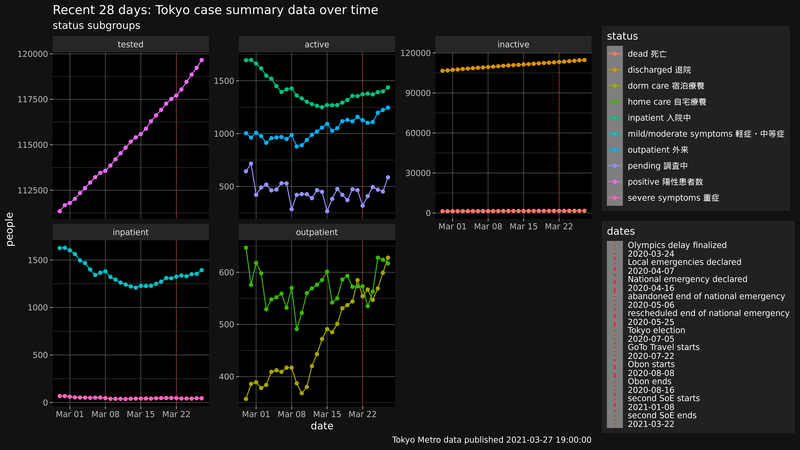 Recent 28 days: Tokyo case summary data over time
status subgroups
tested
active
inactive
120000
117500
115000
112500
1500
1000
500
120000
90000
60000
30000
0
Mar 01 Mar 08 Mar 15 Mar 22
people
inpatient
outpatient
1500
1000
500
0
600
500
400
Mar 01 Mar 08 Mar 15 Mar 22
Mar 01 Mar 08 Mar 15 Mar 22
date
Tokyo Metro data published 2021-03-27 19:00:00
status
dead 死亡
discharged 退院
dorm care 宿泊療養
home care 自宅療養
inpatient 入院中
mild/moderate symptoms 軽症・中等症
outpatient 外来
pending 調査中
positive 陽性患者数
severe symptoms 重症
dates
Olympics delay finalized
2020-03-24
Local emergencies declared
2020-04-07
National emergency declared
2020-04-16
abandoned end of national emergency
2020-05-06
rescheduled end of national emergency
2020-05-25
Tokyo election
2020-07-05
GoTo Travel starts
2020-07-22
Obon starts
2020-08-08
Obon ends
2020-08-16
second SoE starts
2021-01-08
second SoE ends
2021-03-22